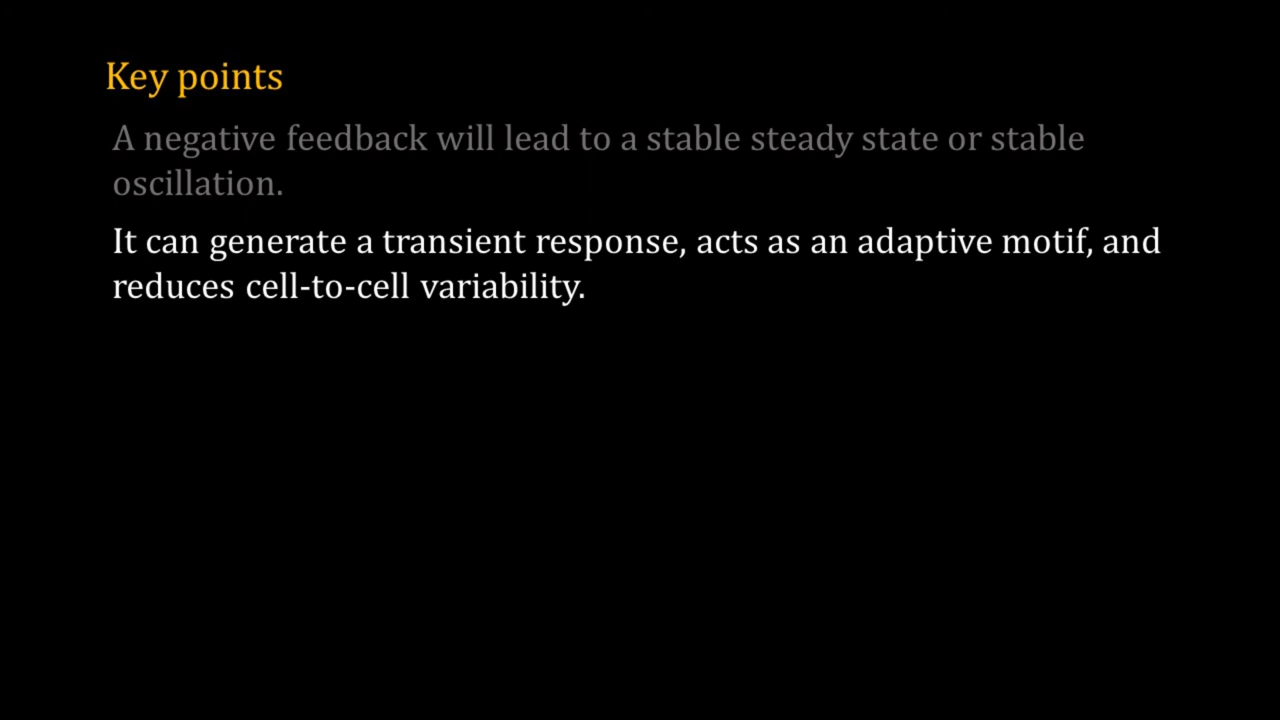 Key points
A negative feedback will lead to a stable steady state or stable
oscillation.
It can generate a transient response, acts as an adaptive motif, and
reduces cell-to-cell variability.